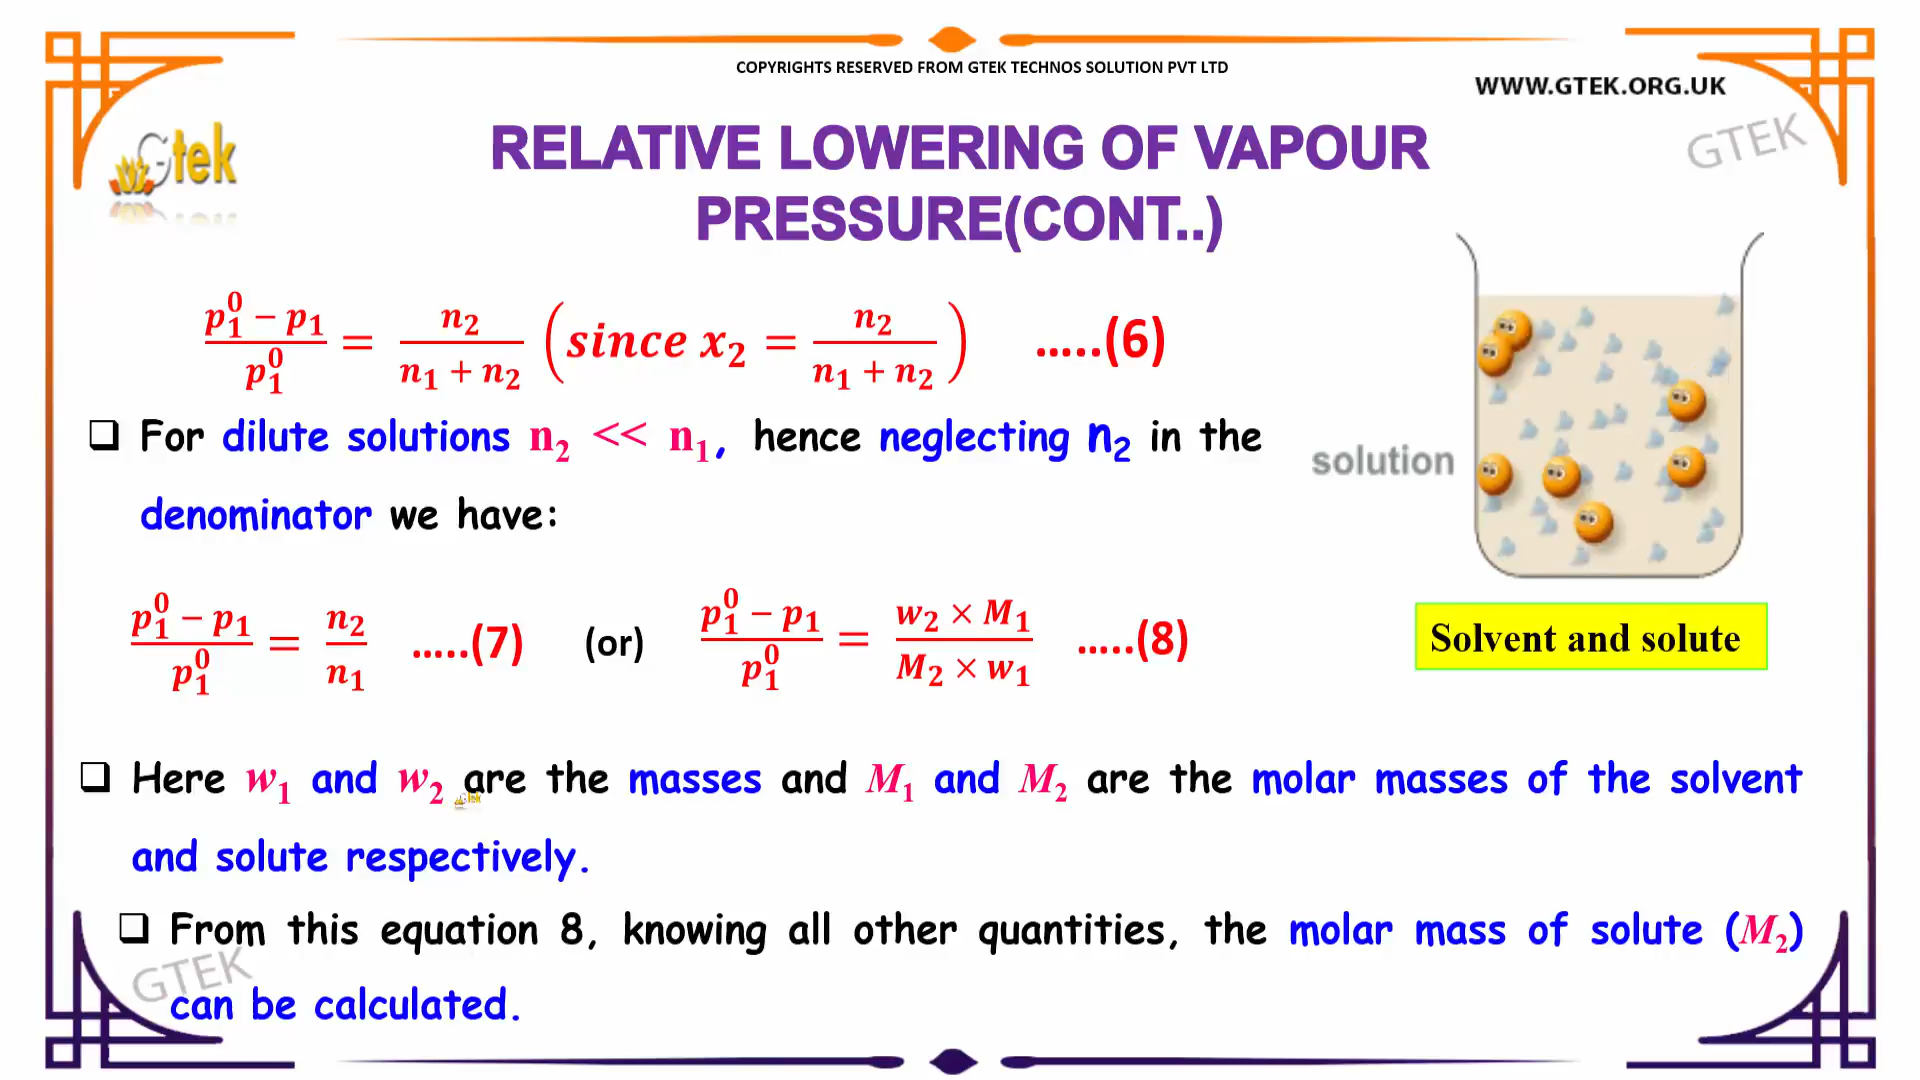 COPYRIGHTS RESERVED FROM GTEK TECHNOS SOLUTION PVT LTD
WWW.GTEK.ORG.UK
Gtek
GTEK
RELATIVE LOWERING OF VAPOUR
PRESSURE(CONT..)
(p₁⁰ − p₁)/p₁⁰ = n₂/(n₁ + n₂) (since x₂ = n₂/(n₁ + n₂)) .....(6)
❑ For dilute solutions n₂ << n₁, hence neglecting n₂ in the
denominator we have:
solution
(p₁⁰ − p₁)/p₁⁰ = n₂/n₁ .....(7) (or) (p₁⁰ − p₁)/p₁⁰ = (w₂ × M₁)/(M₂ × w₁) .....(8)
Solvent and solute
❑ Here w₁ and w₂ are the masses and M₁ and M₂ are the molar masses of the solvent
Gtek
and solute respectively.
❑ From this equation 8, knowing all other quantities, the molar mass of solute (M₂)
GTEK
can be calculated.